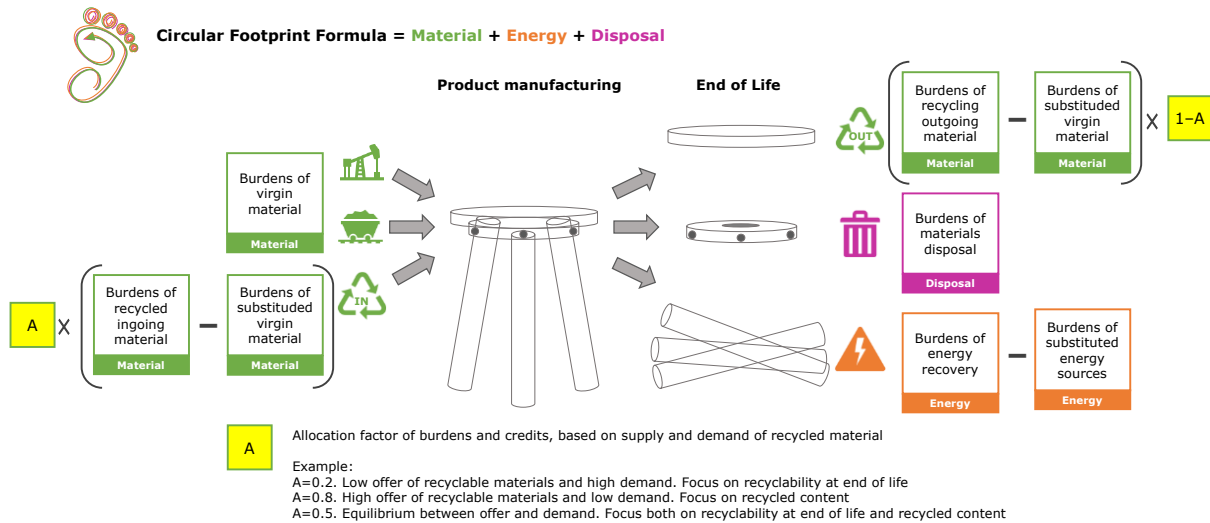 Circular Footprint Formula = Material + Energy + Disposal
Product manufacturing
End of Life
Burdens of
virgin
material
Material
A
×
Burdens of
recycled
ingoing
material
Material
–
Burdens of
substituded
virgin
material
Material
IN
OUT
Burdens of
recycling
outgoing
material
Material
–
Burdens of
substituded
virgin
material
Material
×
1–A
Burdens of
materials
disposal
Disposal
Burdens of
energy
recovery
Energy
–
Burdens of
substituted
energy
sources
Energy
A
Allocation factor of burdens and credits, based on supply and demand of recycled material
Example:
A=0.2. Low offer of recyclable materials and high demand. Focus on recyclability at end of life
A=0.8. High offer of recyclable materials and low demand. Focus on recycled content
A=0.5. Equilibrium between offer and demand. Focus both on recyclability at end of life and recycled content